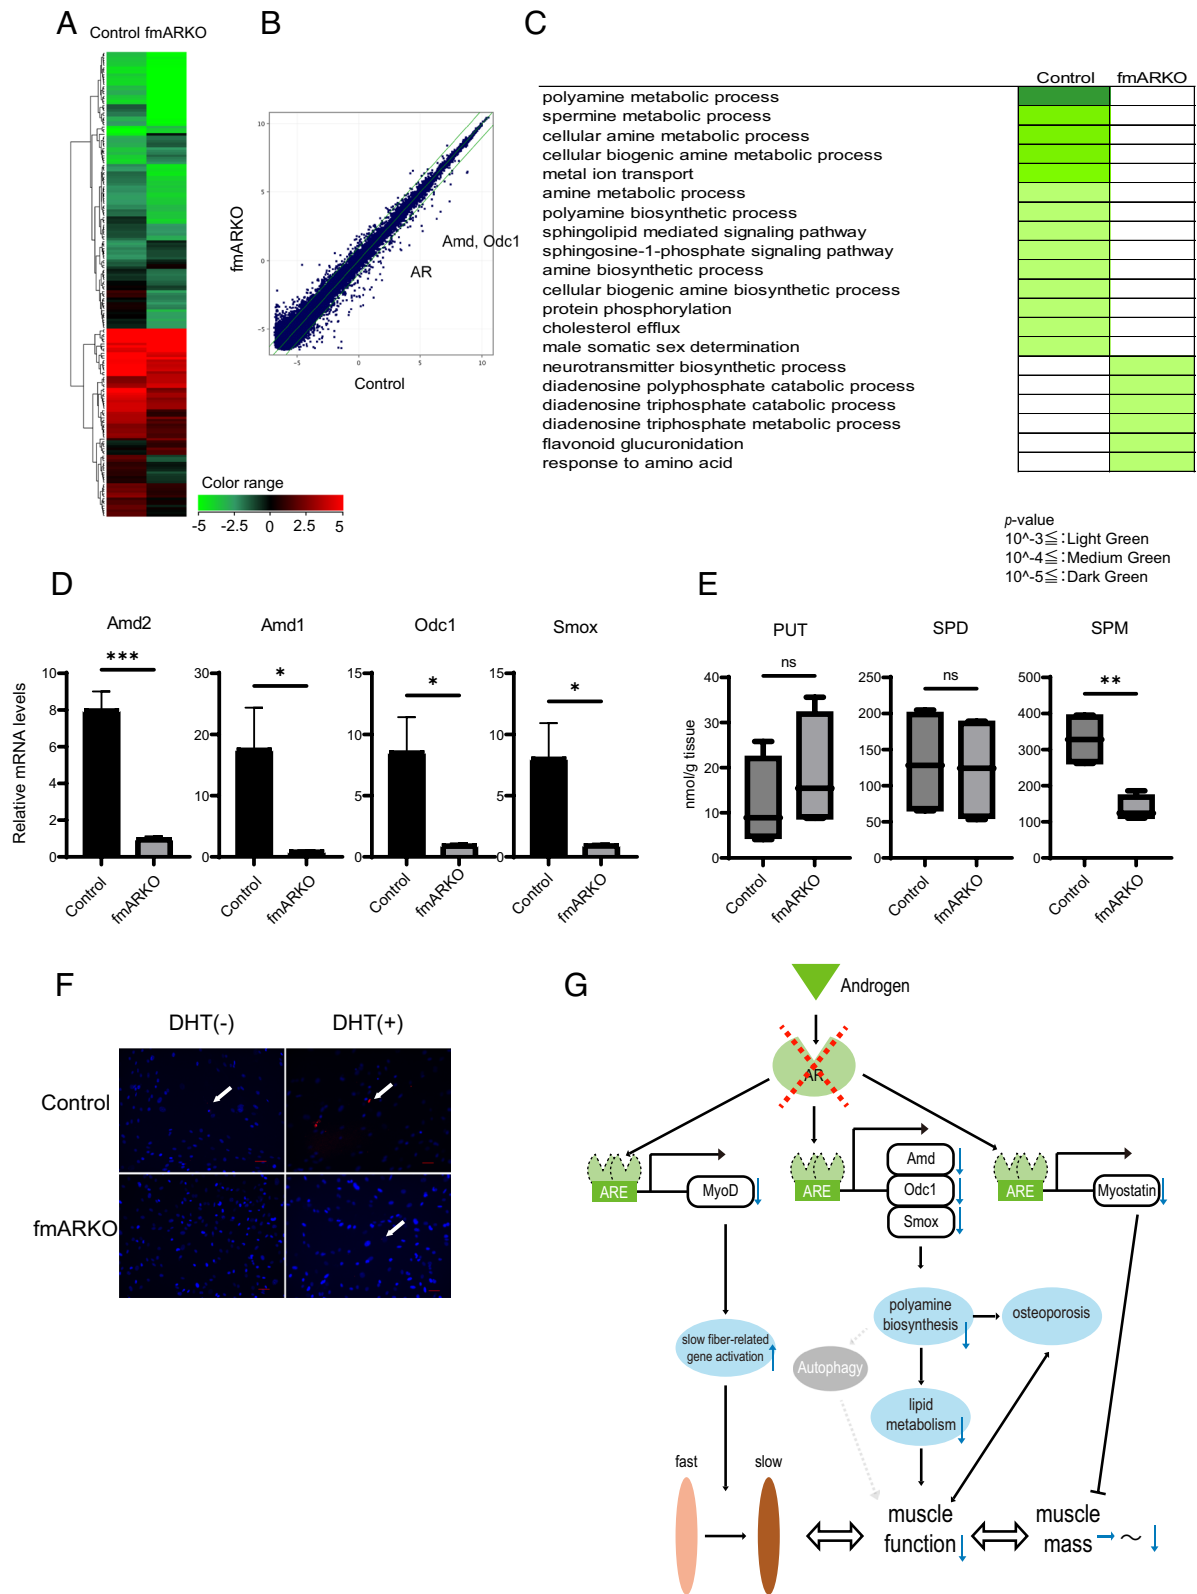 A
Control fmARKO
Color range
-5 -2.5 0 2.5 5
B
fmARKO
10
5
0
-5
Amd, Odc1
AR
-5 0 5 10
Control
C
Control fmARKO
polyamine metabolic process
spermine metabolic process
cellular amine metabolic process
cellular biogenic amine metabolic process
metal ion transport
amine metabolic process
polyamine biosynthetic process
sphingolipid mediated signaling pathway
sphingosine-1-phosphate signaling pathway
amine biosynthetic process
cellular biogenic amine biosynthetic process
protein phosphorylation
cholesterol efflux
male somatic sex determination
neurotransmitter biosynthetic process
diadenosine polyphosphate catabolic process
diadenosine triphosphate catabolic process
diadenosine triphosphate metabolic process
flavonoid glucuronidation
response to amino acid
p-value
10^-3≦:Light Green
10^-4≦:Medium Green
10^-5≦:Dark Green
D
Relative mRNA levels
Amd2
***
10
8
6
4
2
0
Control fmARKO
Amd1
*
30
20
10
0
Control fmARKO
Odc1
*
15
10
5
0
Control fmARKO
Smox
*
15
10
5
0
Control fmARKO
E
nmol/g tissue
PUT
ns
40
30
20
10
0
Control fmARKO
SPD
ns
250
200
150
100
50
0
Control fmARKO
SPM
**
500
400
300
200
100
0
Control fmARKO
F
DHT(-) DHT(+)
Control
fmARKO
G
Androgen
AR
ARE MyoD
ARE Amd
Odc1
Smox
ARE Myostatin
slow fiber-related
gene activation
polyamine
biosynthesis
osteoporosis
Autophagy
lipid
metabolism
fast slow
muscle
function
muscle
mass ~